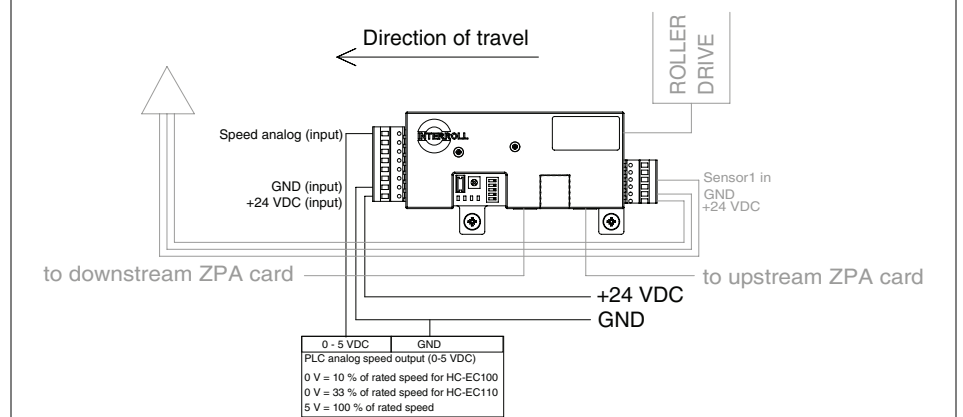 Direction of travel
ROLLER
DRIVE
Speed analog (input)
INTERROLL
GND (input)
+24 VDC (input)
Sensor1 in
GND
+24 VDC
to downstream ZPA card
to upstream ZPA card
+24 VDC
GND
0 - 5 VDC GND
PLC analog speed output (0-5 VDC)
0 V = 10 % of rated speed for HC-EC100
0 V = 33 % of rated speed for HC-EC110
5 V = 100 % of rated speed